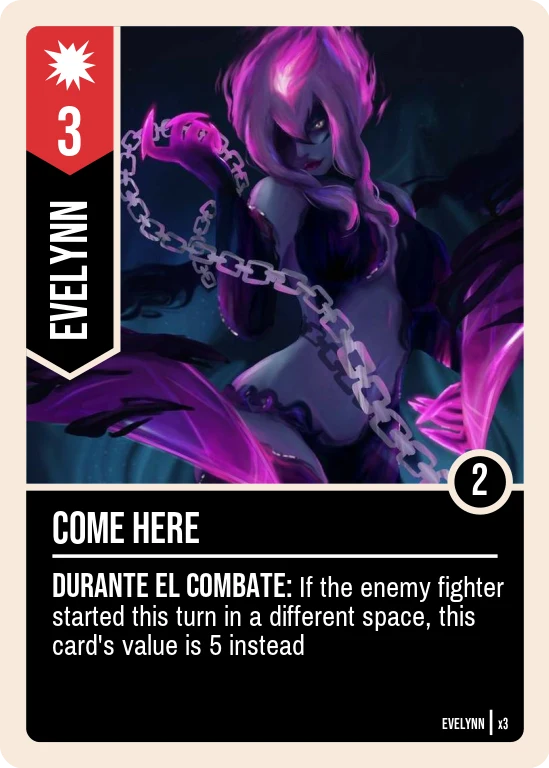 3
EVELYNN
2
COME HERE
DURANTE EL COMBATE: If the enemy fighter
started this turn in a different space, this
card's value is 5 instead
EVELYNN | x3